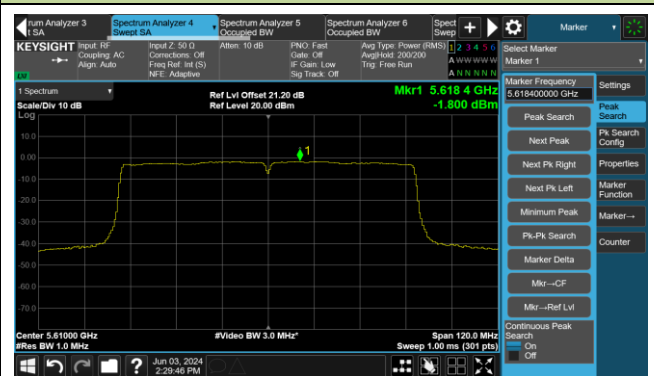 rum Analyzer 3
t SA
Spectrum Analyzer 4
Swept SA
Spectrum Analyzer 5
Occupied BW
Spectrum Analyzer 6
Occupied BW
Spect
Swep
Marker
KEYSIGHT
Input: RF
Coupling: AC
Align: Auto
Input Z: 50 Ω
Corrections: Off
Freq Ref: Int (S)
NFE: Adaptive
Atten: 10 dB
PNO: Fast
Gate: Off
IF Gain: Low
Sig Track: Off
Avg Type: Power (RMS)
Avg|Hold: 200/200
Trig: Free Run
1 2 3 4 5 6
A W W W W W
A N N N N N
Select Marker
Marker 1
1 Spectrum
Scale/Div 10 dB
Log
Ref Lvl Offset 21.20 dB
Ref Level 20.00 dBm
Mkr1 5.618 4 GHz
-1.800 dBm
10.0
0.00
-10.0
-20.0
-30.0
-40.0
-50.0
-60.0
-70.0
1
Center 5.61000 GHz
#Res BW 1.0 MHz
#Video BW 3.0 MHz*
Span 120.0 MHz
Sweep 1.00 ms (301 pts)
Marker Frequency
5.618400000 GHz
Peak Search
Next Peak
Next Pk Right
Next Pk Left
Minimum Peak
Pk-Pk Search
Marker Delta
Mkr→CF
Mkr→Ref Lvl
Continuous Peak
Search
On
Off
Settings
Peak
Search
Pk Search
Config
Properties
Marker
Function
Marker→
Counter
?
Jun 03, 2024
2:29:46 PM